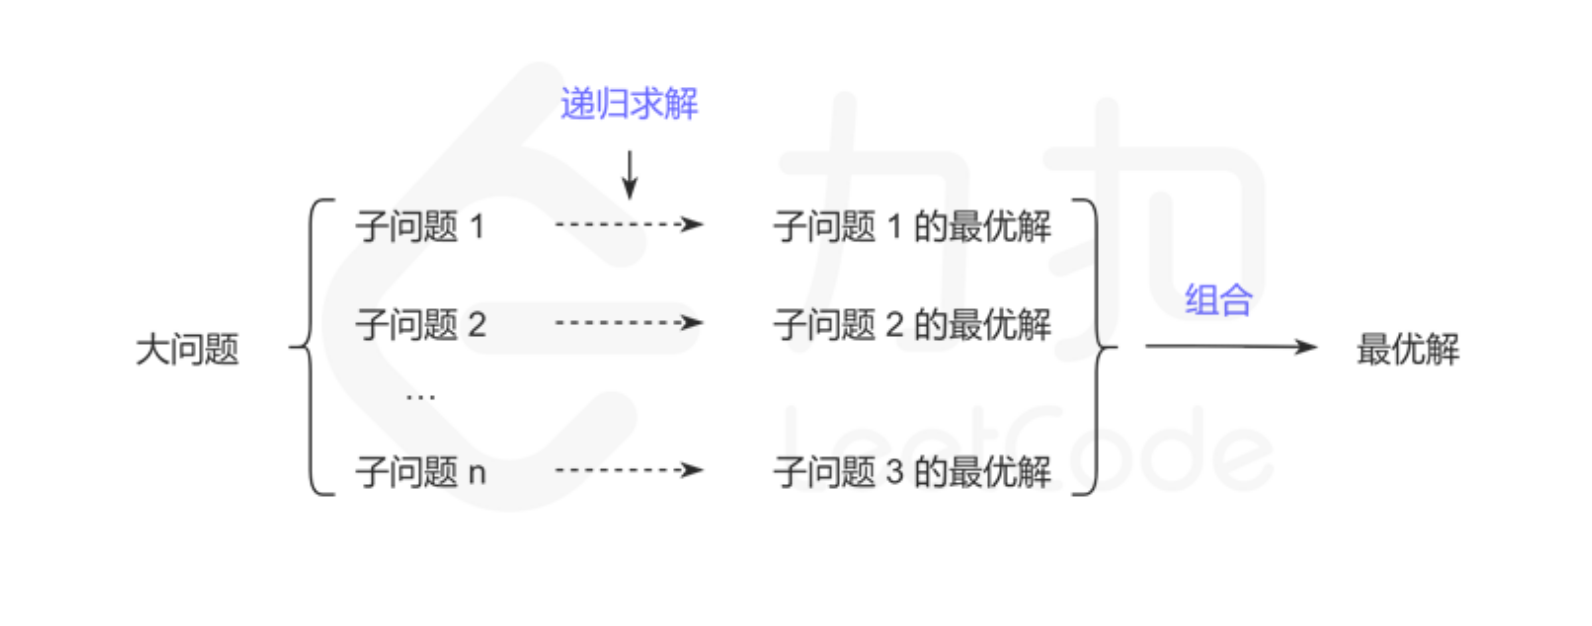 递归求解
子问题 1
子问题 1 的最优解
子问题 2
子问题 2 的最优解
大问题
组合
最优解
...
子问题 n
子问题 3 的最优解
力扣
LeetCode